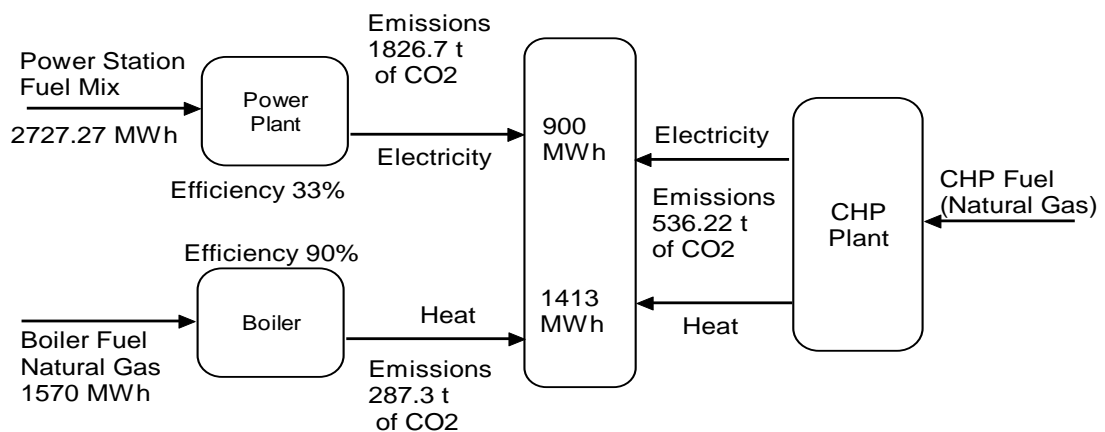 Emissions
1826.7 t
of CO2
Power Station
Fuel Mix
2727.27 MWh
Power
Plant
Electricity
Efficiency 33%
900
MWh
Electricity
Emissions
536.22 t
of CO2
CHP Fuel
(Natural Gas)
CHP
Plant
Efficiency 90%
Boiler
Heat
1413
MWh
Heat
Boiler Fuel
Natural Gas
1570 MWh
Emissions
287.3 t
of CO2